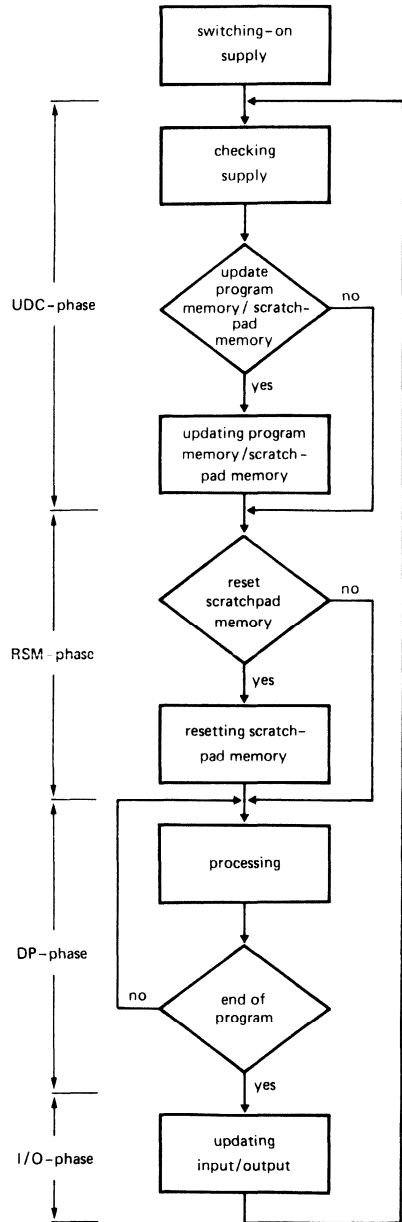 switching-on
supply
checking
supply
update
program
memory/scratch-
pad
memory
no
UDC-phase
yes
updating program
memory/scratch-
pad memory
reset
scratchpad
memory
no
RSM-phase
yes
resetting scratch-
pad memory
processing
DP-phase
no
end of
program
yes
I/O-phase
updating
input/output